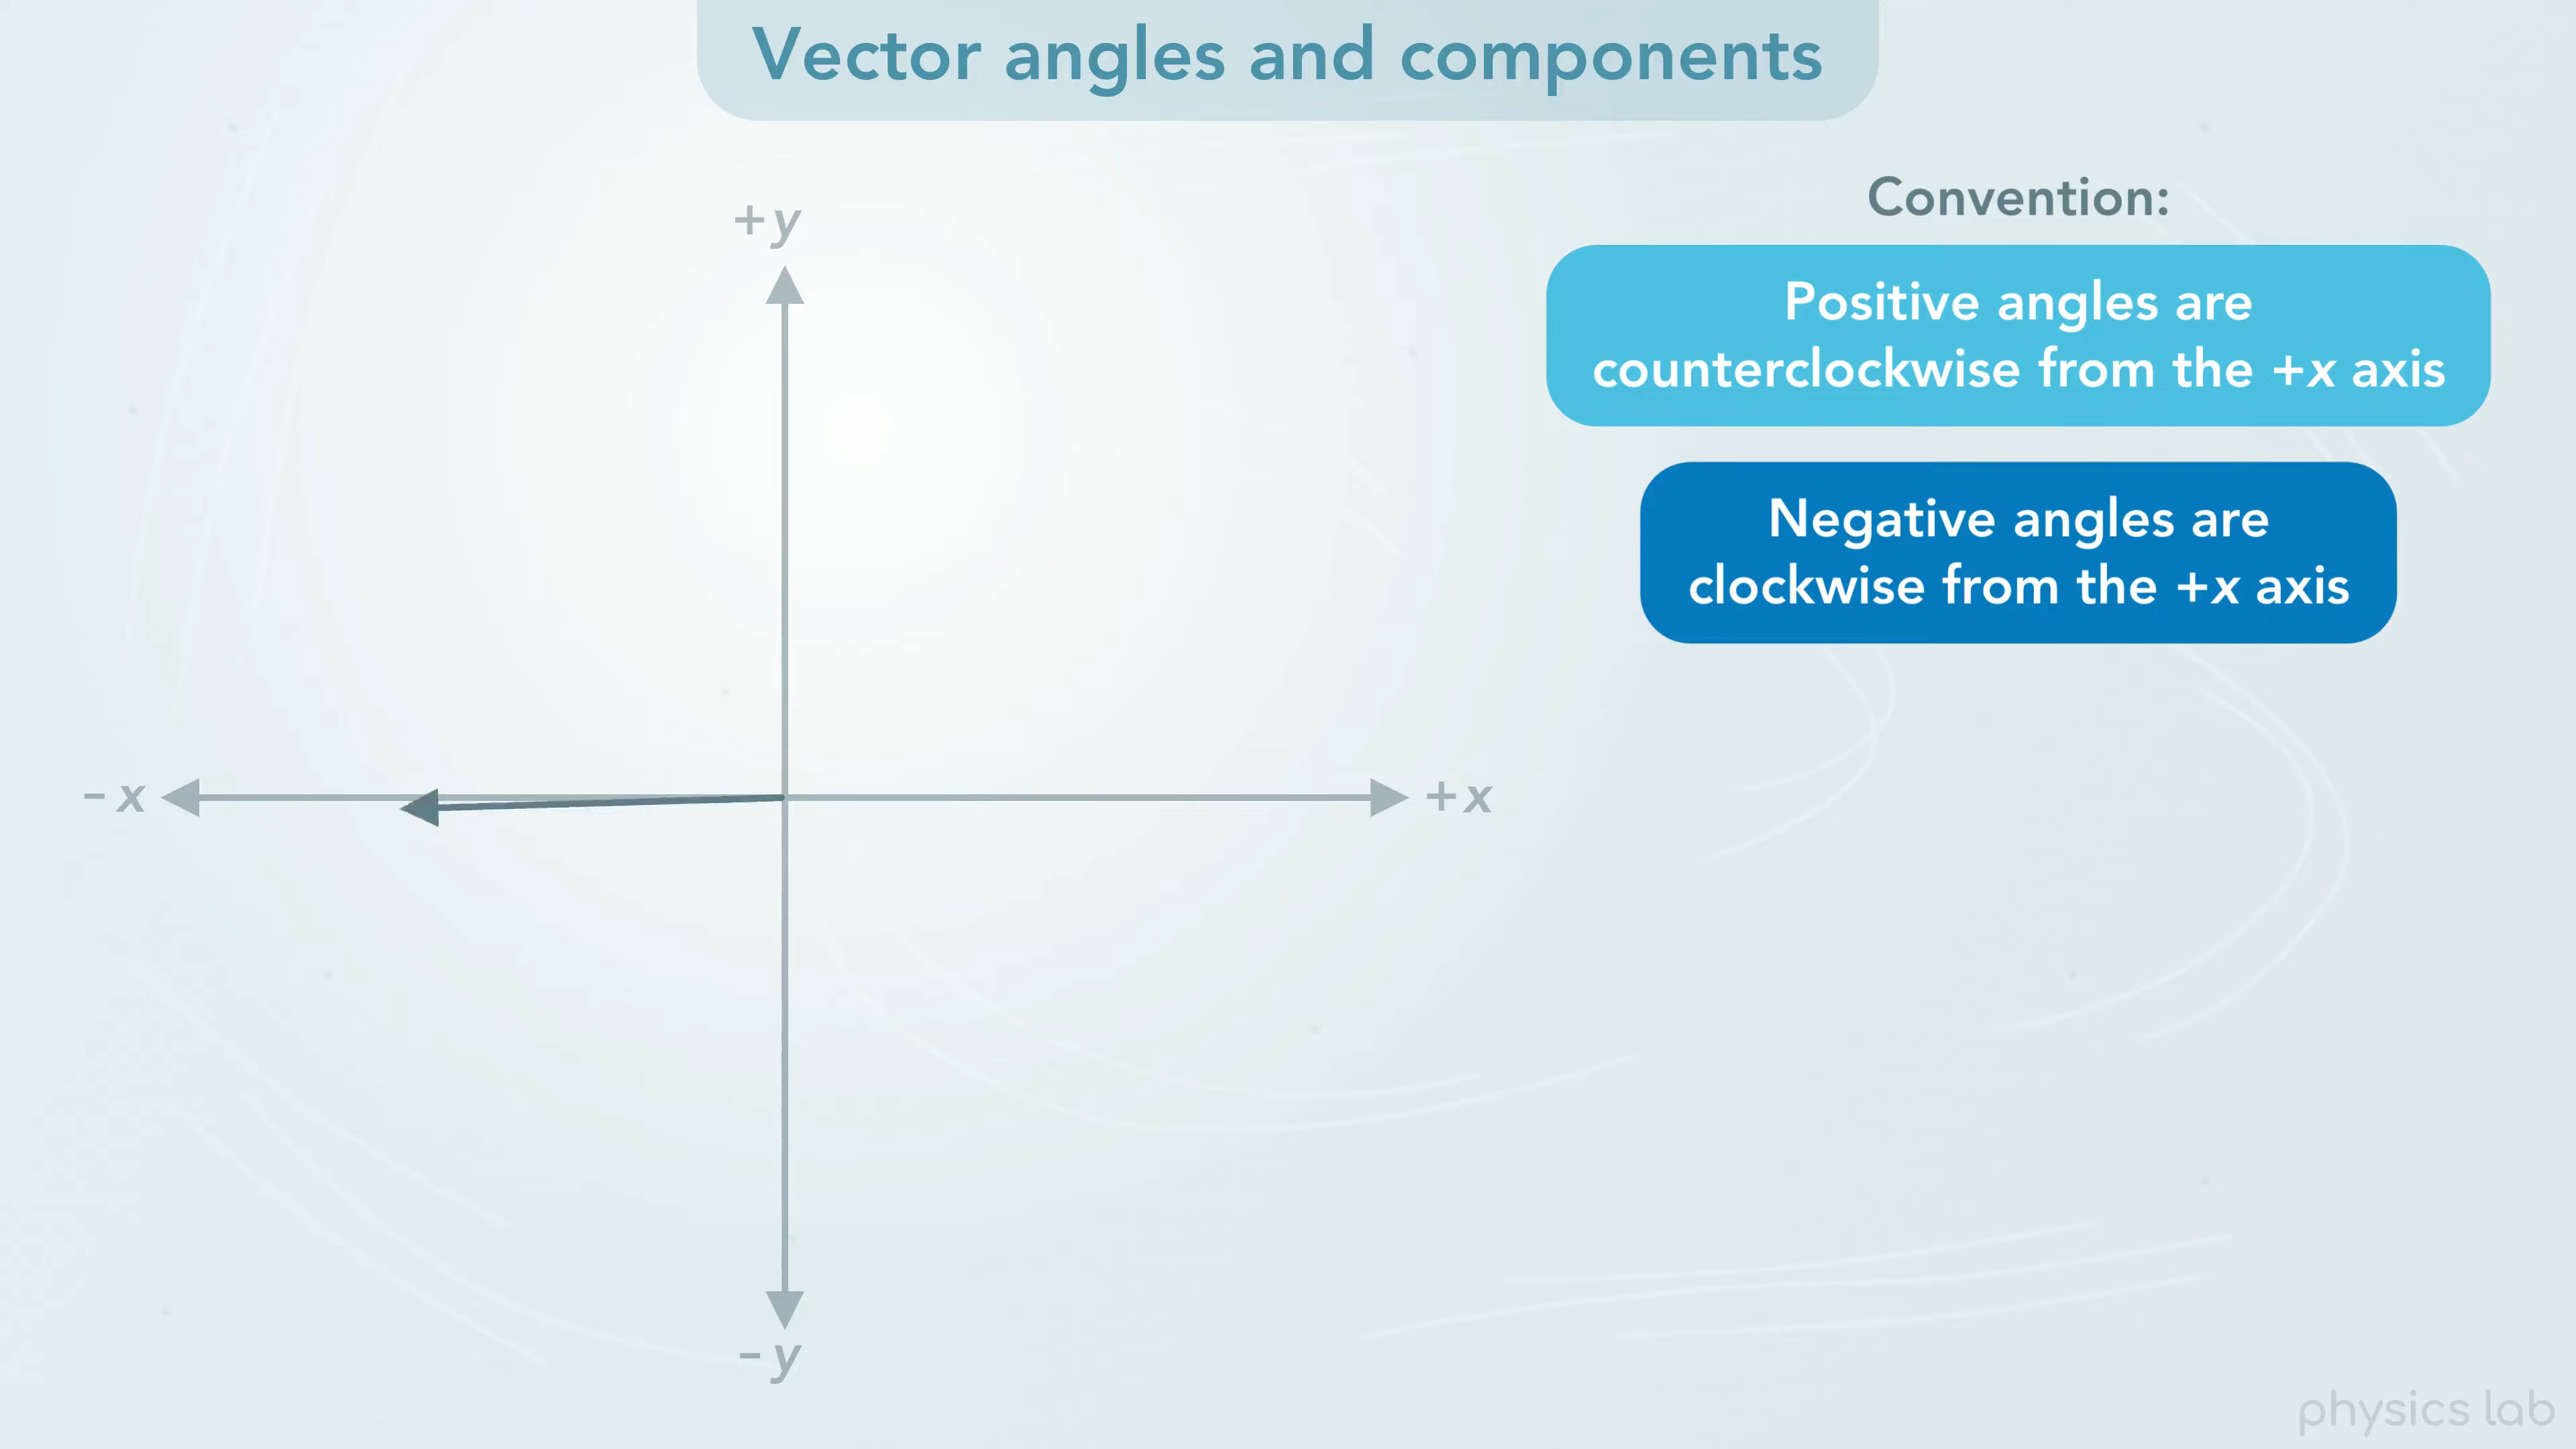 Vector angles and components
Convention:
Positive angles are
counterclockwise from the +x axis
Negative angles are
clockwise from the +x axis
+y
-x
+x
-y
physics lab